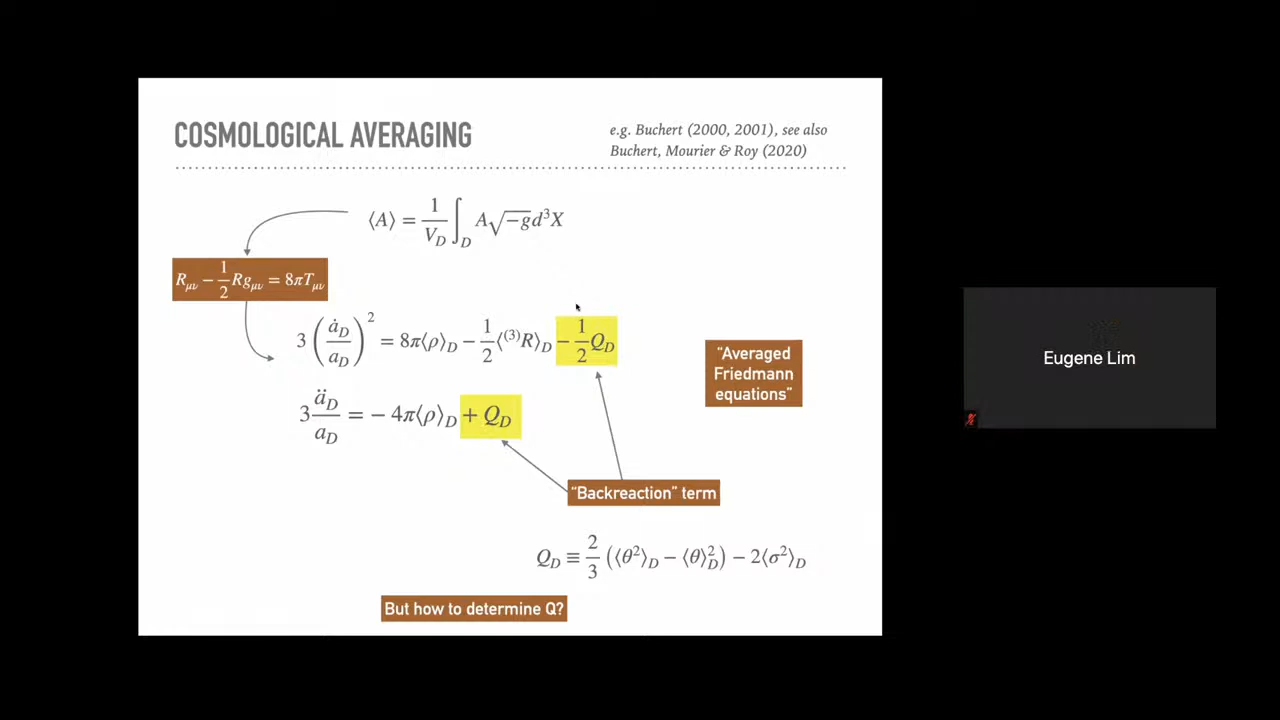 COSMOLOGICAL AVERAGING
e.g. Buchert (2000, 2001), see also
Buchert, Mourier & Roy (2020)
⟨A⟩ = 1/V_D ∫_D A√−g d³X
R_μν − 1/2 Rg_μν = 8πT_μν
3 (ȧ_D/a_D)² = 8π⟨ρ⟩_D − 1/2 ⟨⁽³⁾R⟩_D − 1/2 Q_D
"Averaged
Friedmann
equations"
3 ä_D/a_D = − 4π⟨ρ⟩_D + Q_D
"Backreaction" term
Q_D ≡ 2/3 (⟨θ²⟩_D − ⟨θ⟩²_D) − 2⟨σ²⟩_D
But how to determine Q?
Eugene Lim